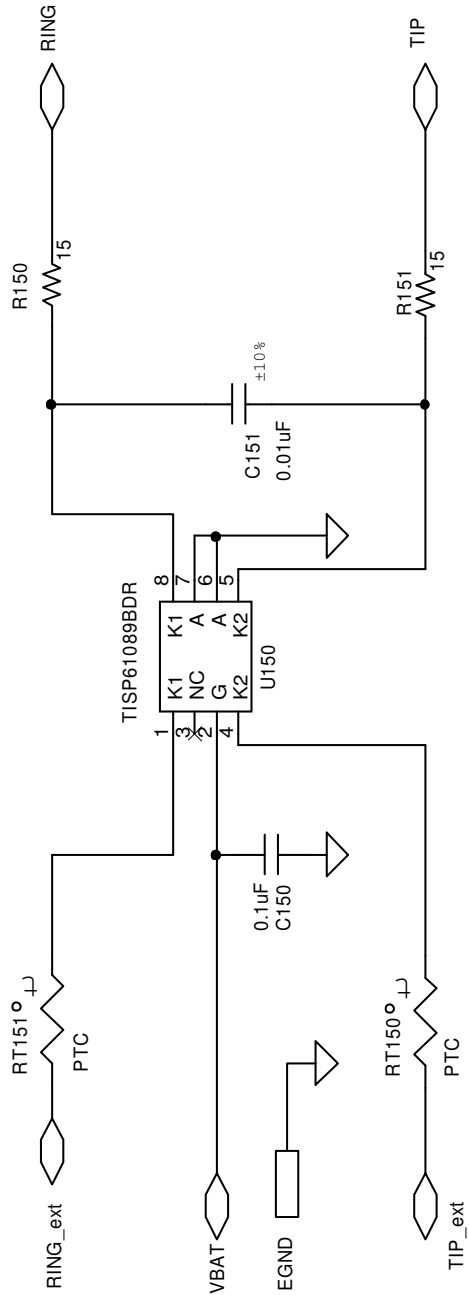 RING_ext
RT151
t
PTC
VBAT
EGND
TIP_ext
RT150
t
PTC
0.1uF
C150
TISP61089BDR
1
3
2
4
K1
NC
G
K2
K1
A
A
K2
8
7
6
5
U150
C151
0.01uF
±10%
R150
15
RING
R151
15
TIP